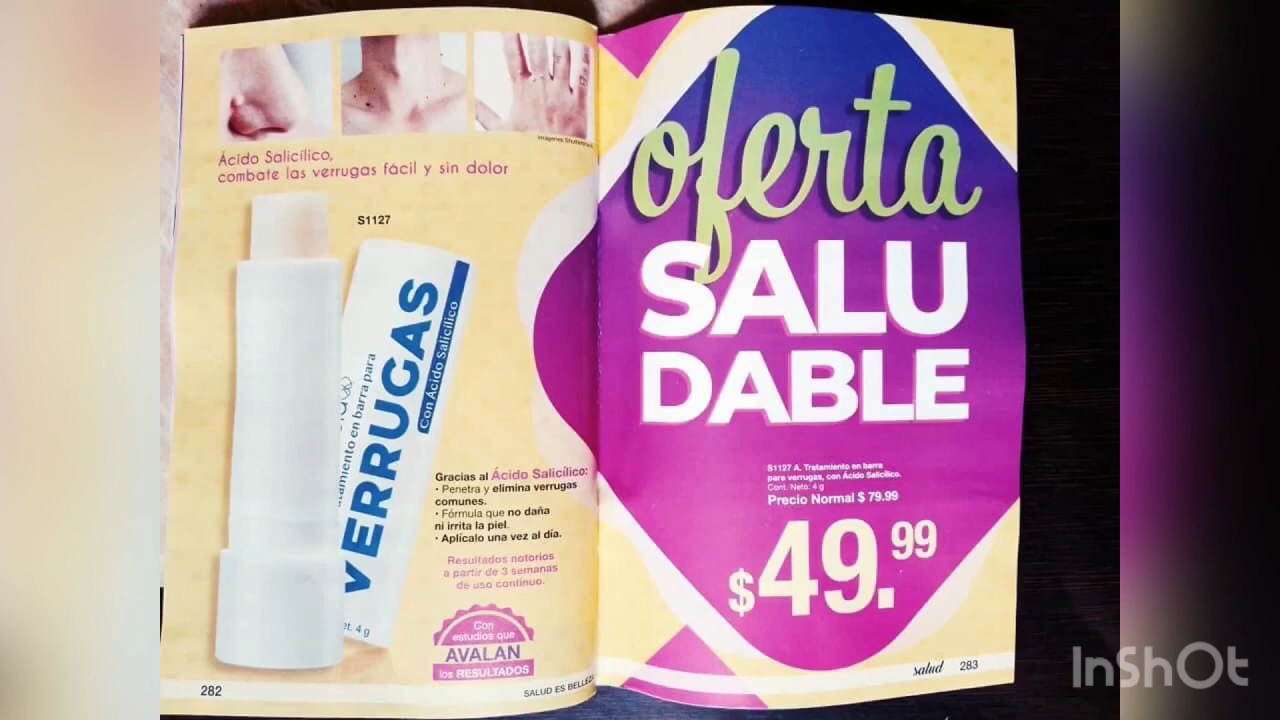 Imágenes Shutterstock
Ácido Salicílico,
combate las verrugas fácil y sin dolor
S1127
tamiento en barra para
VERRUGAS
Con Ácido Salicílico
et. 4 g
Gracias al Ácido Salicílico:
• Penetra y elimina verrugas
comunes.
• Fórmula que no daña
ni irrita la piel.
• Aplícalo una vez al día.
Resultados notorios
a partir de 3 semanas
de uso continuo.
Con
estudios que
AVALAN
los RESULTADOS
282
SALUD ES BELLEZA
oferta
SALU
DABLE
S1127 A. Tratamiento en barra
para verrugas, con Ácido Salicílico.
Cont. Neto: 4 g
Precio Normal $ 79.99
$49.99
salud 283
InShOt